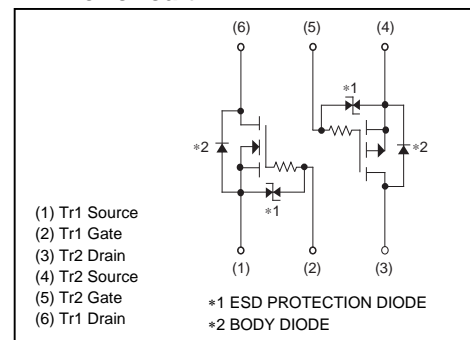 (6) (5) (4)
*1
*2
*2
*1
(1) (2) (3)
(1) Tr1 Source
(2) Tr1 Gate
(3) Tr2 Drain
(4) Tr2 Source
(5) Tr2 Gate
(6) Tr1 Drain
*1 ESD PROTECTION DIODE
*2 BODY DIODE